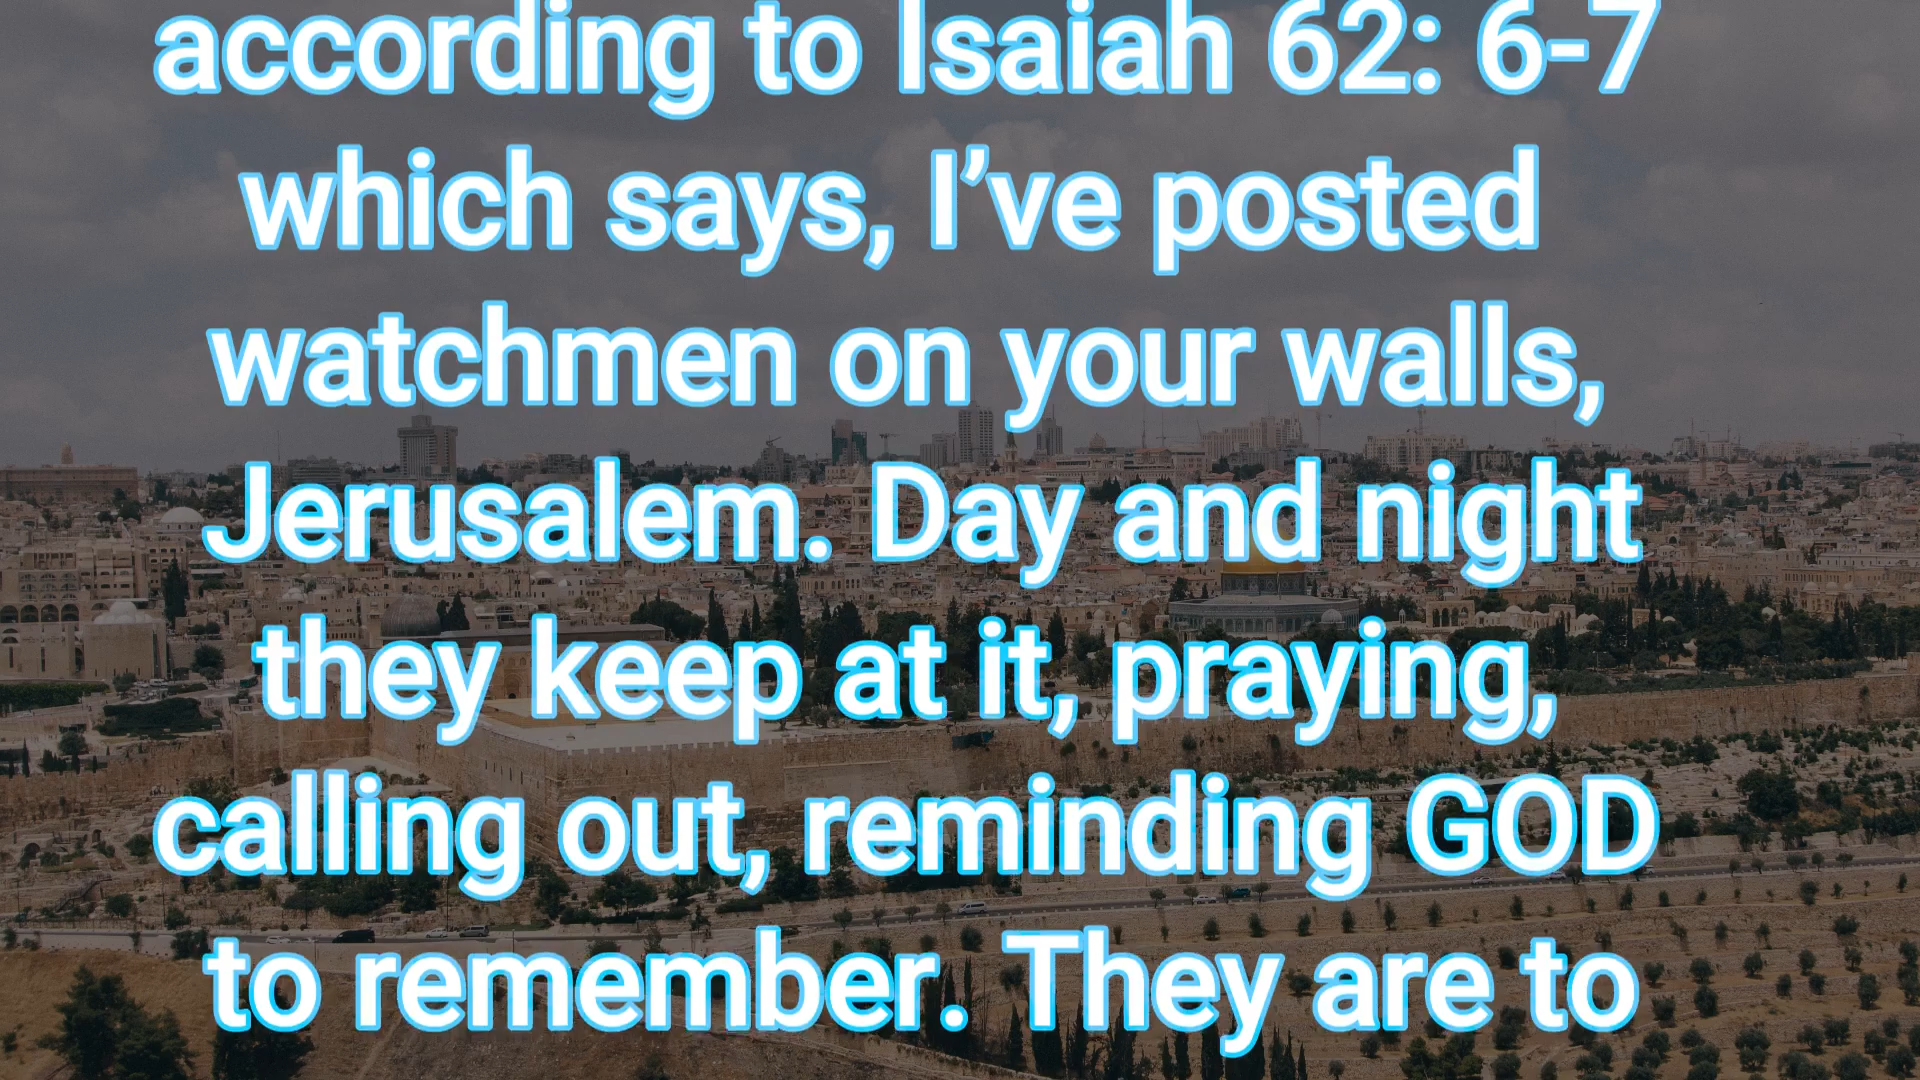 according to Isaiah 62: 6-7
which says, I’ve posted
watchmen on your walls,
Jerusalem. Day and night
they keep at it, praying,
calling out, reminding GOD
to remember. They are to